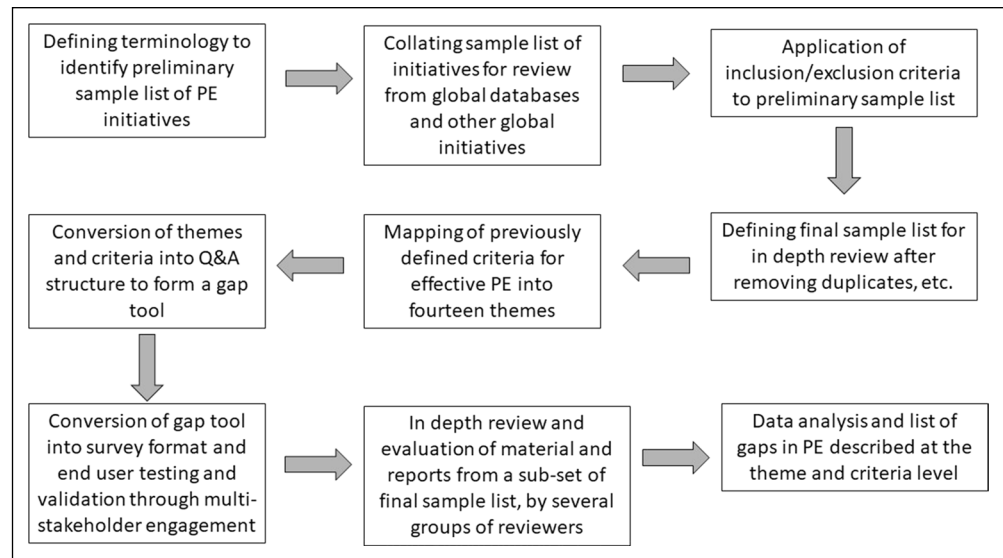 Defining terminology to
identify preliminary
sample list of PE
initiatives
Collating sample list of
initiatives for review
from global databases
and other global
initiatives
Application of
inclusion/exclusion criteria
to preliminary sample list
Defining final sample list for
in depth review after
removing duplicates, etc.
Mapping of previously
defined criteria for
effective PE into
fourteen themes
Conversion of themes
and criteria into Q&A
structure to form a gap
tool
Conversion of gap tool
into survey format and
end user testing and
validation through multi-
stakeholder engagement
In depth review and
evaluation of material and
reports from a sub-set of
final sample list, by several
groups of reviewers
Data analysis and list of
gaps in PE described at the
theme and criteria level